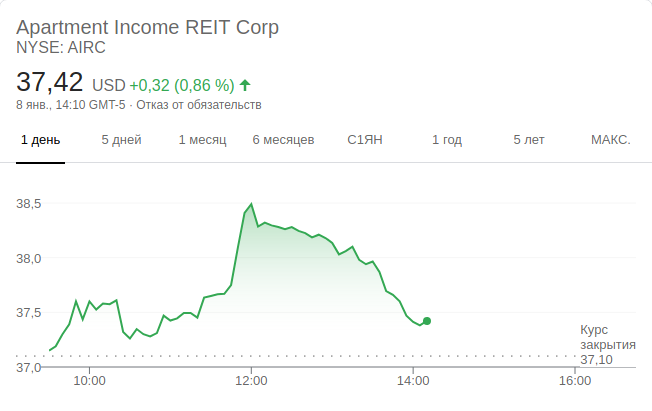 Apartment Income REIT Corp
NYSE: AIRC
37,42 USD +0,32 (0,86 %)
8 янв., 14:10 GMT-5 · Отказ от обязательств
1 день 5 дней 1 месяц 6 месяцев С1ЯН 1 год 5 лет МАКС.
38,5
38,0
37,5
37,0
Курс
закрытия
37,10
10:00 12:00 14:00 16:00